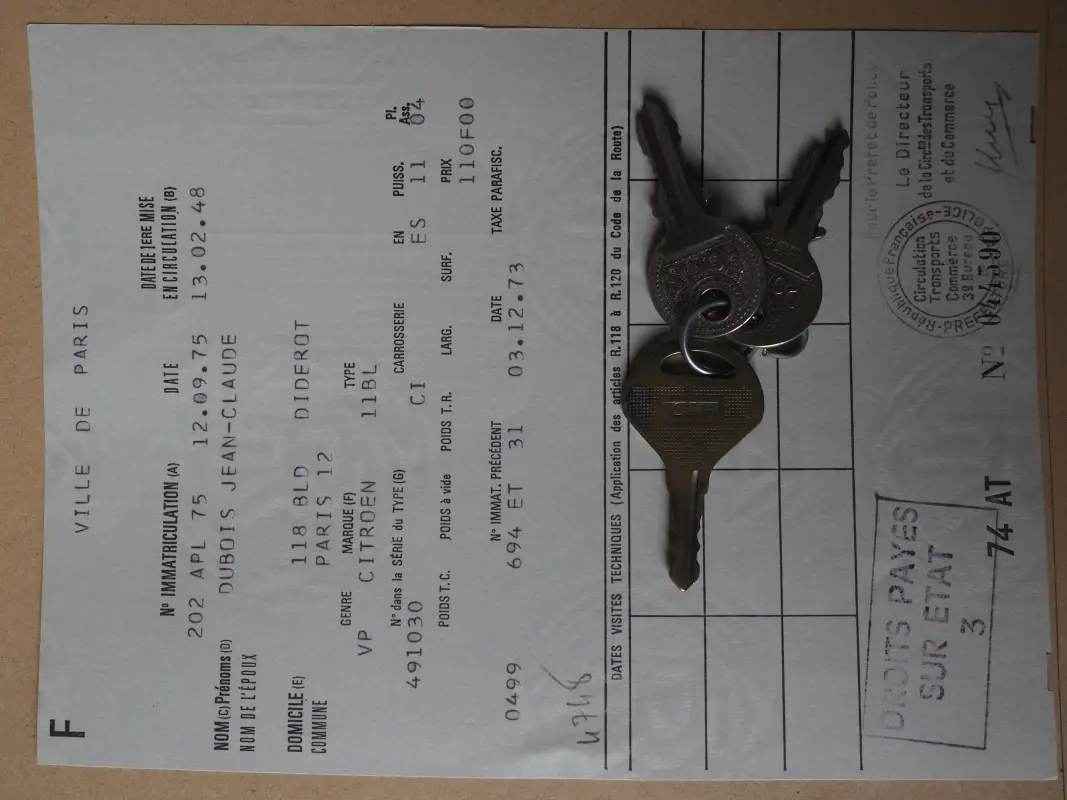 F
VILLE DE PARIS
Nº IMMATRICULATION (A) DATE DATE DE 1ERE MISE EN CIRCULATION (B)
202 APL 75 12.09.75 13.02.48
NOM (C) Prénoms (D) DUBOIS JEAN-CLAUDE
NOM DE L'ÉPOUX
DOMICILE (E) 118 BLD DIDEROT
COMMUNE PARIS 12
GENRE MARQUE (F) TYPE
VP CITROEN 11BL
Nº dans la SÉRIE du TYPE (G) CARROSSERIE EN PUISS. Pl. Ass.
491030 CI ES 11 04
POIDS T.C. POIDS à vide POIDS T.R. LARG. SURF. PRIX
110F00
Nº IMMAT. PRÉCÉDENT DATE TAXE PARAFISC.
0499 694 ET 31 03.12.73
4748
DATES VISITES TECHNIQUES (Application des articles R.118 à R.120 du Code de la Route)
Le Directeur
de la Circon des Transports
et du Commerce
République Française - POLICE
Circulation
Transports
Commerce
3º Bureau
DROITS PAYES
SUR ETAT
3
74 AT
Nº 044590